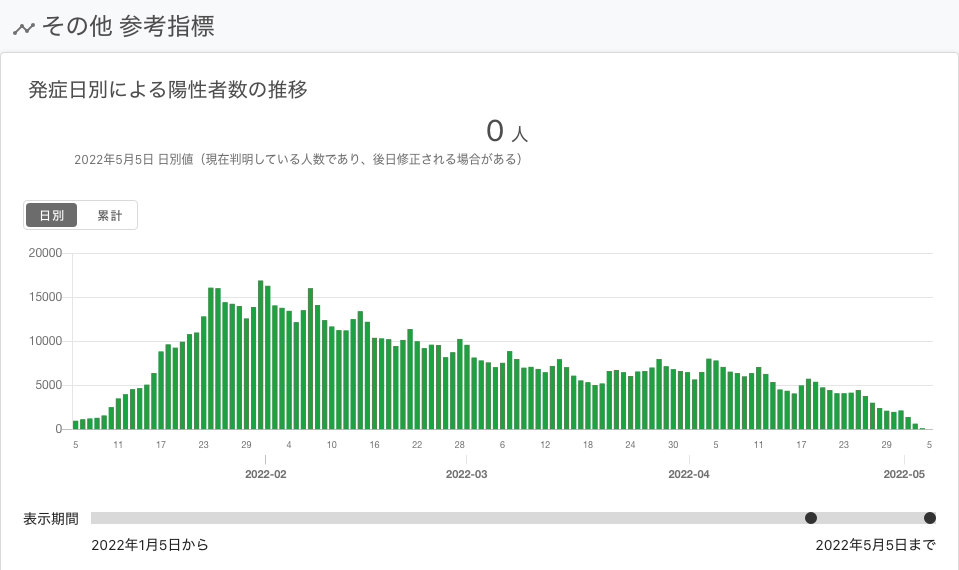 その他 参考指標
発症日別による陽性者数の推移
0 人
2022年5月5日 日別値（現在判明している人数であり、後日修正される場合がある）
日別 累計
20000
15000
10000
5000
0
5 11 17 23 29 4 10 16 22 28 6 12 18 24 30 5 11 17 23 29 5
2022-02 2022-03 2022-04 2022-05
表示期間
2022年1月5日から 2022年5月5日まで